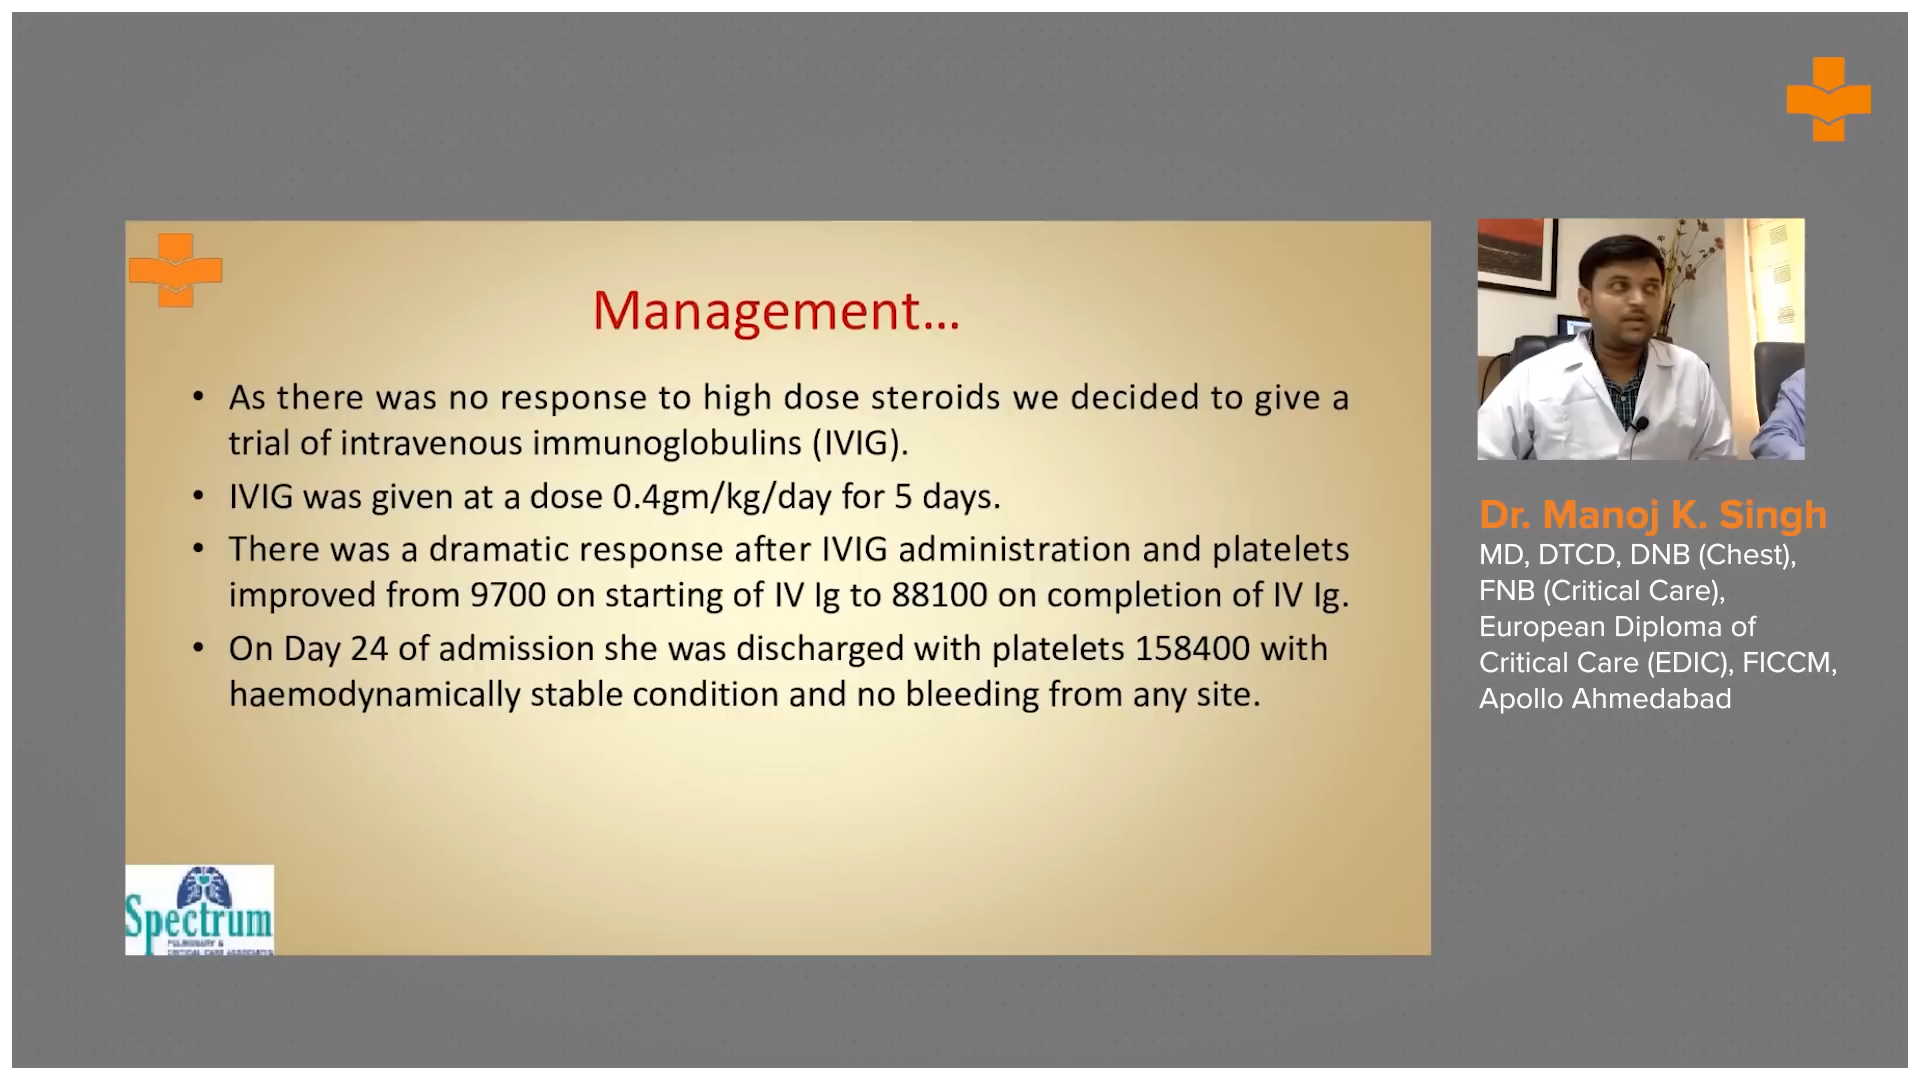 Management...
• As there was no response to high dose steroids we decided to give a
trial of intravenous immunoglobulins (IVIG).
• IVIG was given at a dose 0.4gm/kg/day for 5 days.
• There was a dramatic response after IVIG administration and platelets
improved from 9700 on starting of IV Ig to 88100 on completion of IV Ig.
• On Day 24 of admission she was discharged with platelets 158400 with
haemodynamically stable condition and no bleeding from any site.
Spectrum
PULMONARY &
CRITICAL CARE ASSOCIATES
Dr. Manoj K. Singh
MD, DTCD, DNB (Chest),
FNB (Critical Care),
European Diploma of
Critical Care (EDIC), FICCM,
Apollo Ahmedabad